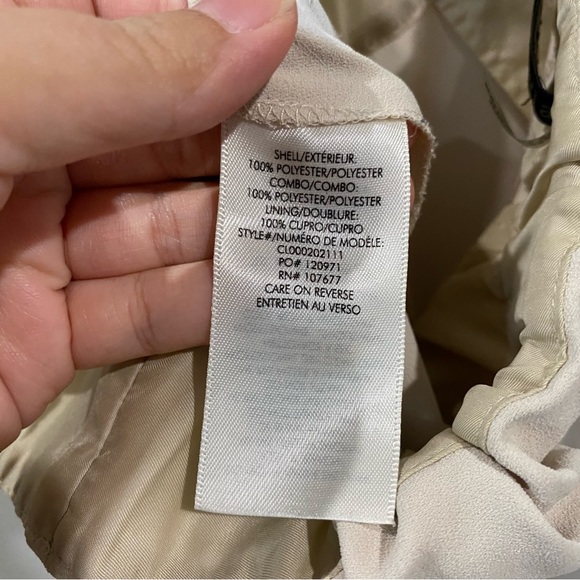 SHELL/EXTÉRIEUR:
100% POLYESTER/POLYESTER
COMBO/COMBO:
100% POLYESTER/POLYESTER
LINING/DOUBLURE:
100% CUPRO/CUPRO
STYLE#/NUMÉRO DE MODÈLE:
CL000202111
PO# 120971
RN# 107677
CARE ON REVERSE
ENTRETIEN AU VERSO